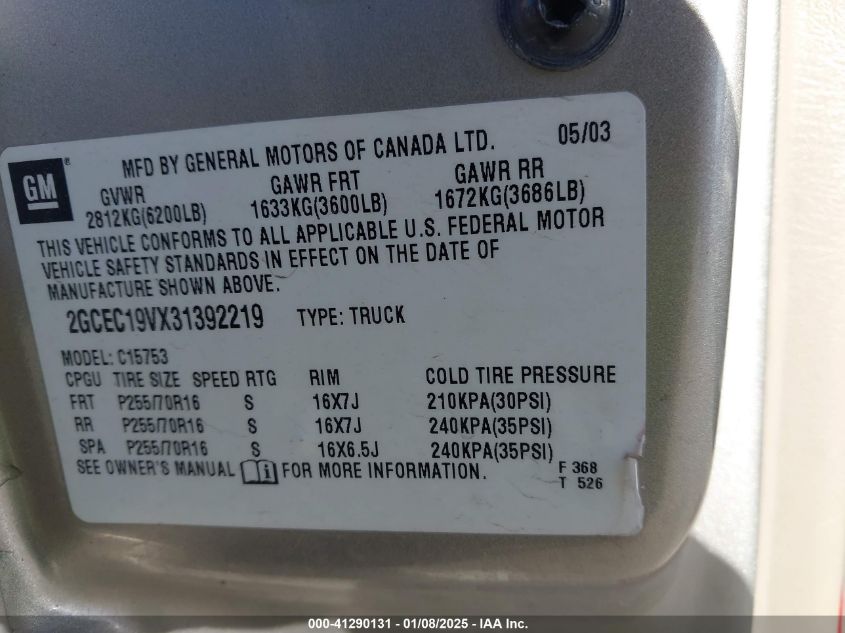 MFD BY GENERAL MOTORS OF CANADA LTD. 05/03
GM
GVWR GAWR FRT GAWR RR
2812KG(6200LB) 1633KG(3600LB) 1672KG(3686LB)
THIS VEHICLE CONFORMS TO ALL APPLICABLE U.S. FEDERAL MOTOR
VEHICLE SAFETY STANDARDS IN EFFECT ON THE DATE OF
MANUFACTURE SHOWN ABOVE.
2GCEC19VX31392219 TYPE: TRUCK
MODEL: C15753
CPGU TIRE SIZE SPEED RTG RIM COLD TIRE PRESSURE
FRT P255/70R16 S 16X7J 210KPA(30PSI)
RR P255/70R16 S 16X7J 240KPA(35PSI)
SPA P255/70R16 S 16X6.5J 240KPA(35PSI)
SEE OWNER'S MANUAL FOR MORE INFORMATION.
F 368
T 526
000-41290131 - 01/08/2025 - IAA Inc.